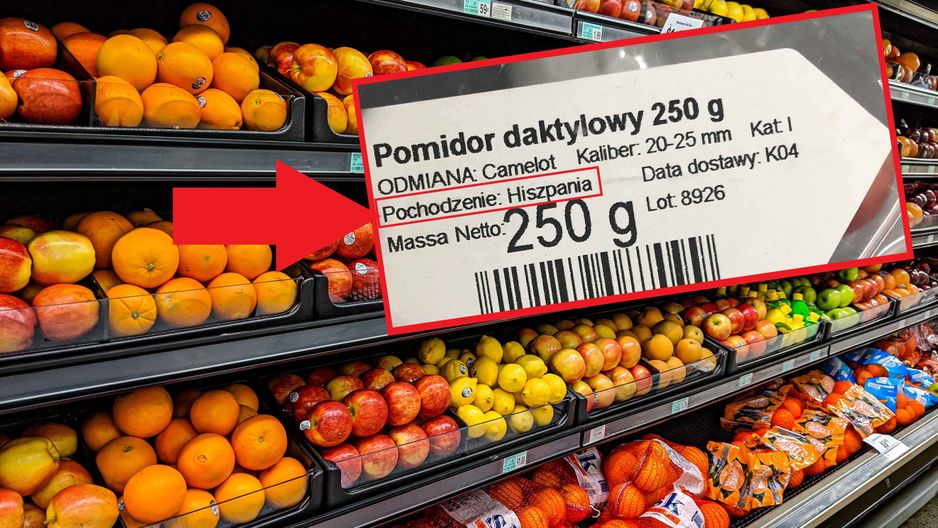 Pomidor daktylowy 250 g
ODMIANA: Camelot Kaliber: 20-25 mm Kat: I
Pochodzenie: Hiszpania Data dostawy: K04
Massa Netto: 250 g Lot: 8926
59¢